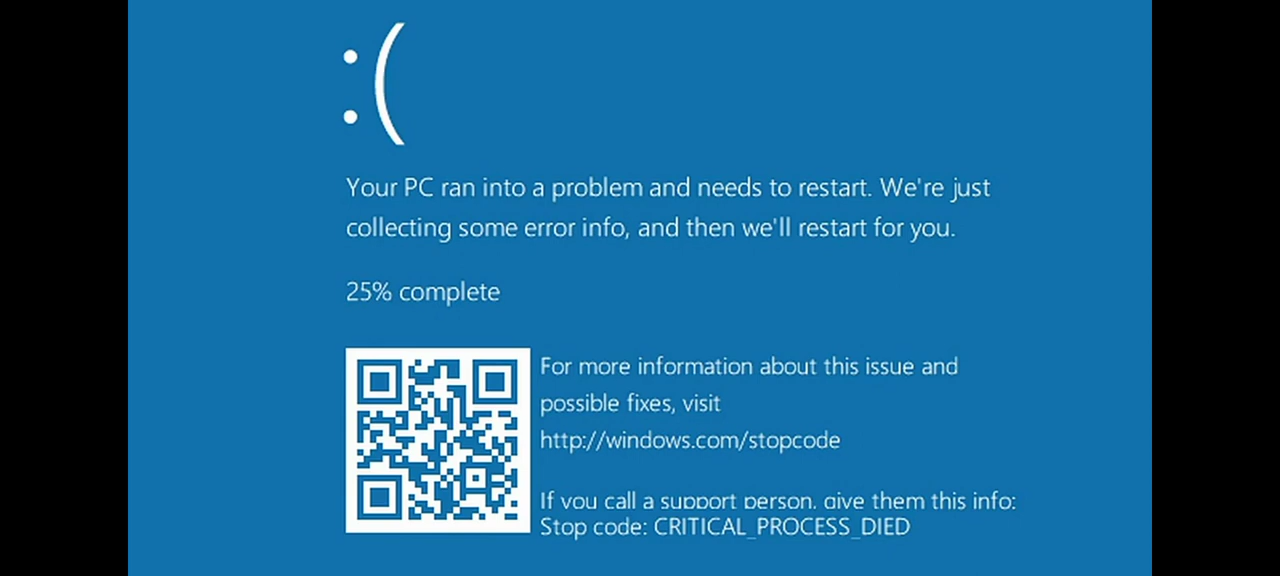 :(
Your PC ran into a problem and needs to restart. We're just
collecting some error info, and then we'll restart for you.
25% complete
For more information about this issue and
possible fixes, visit
http://windows.com/stopcode
If you call a support person, give them this info:
Stop code: CRITICAL_PROCESS_DIED